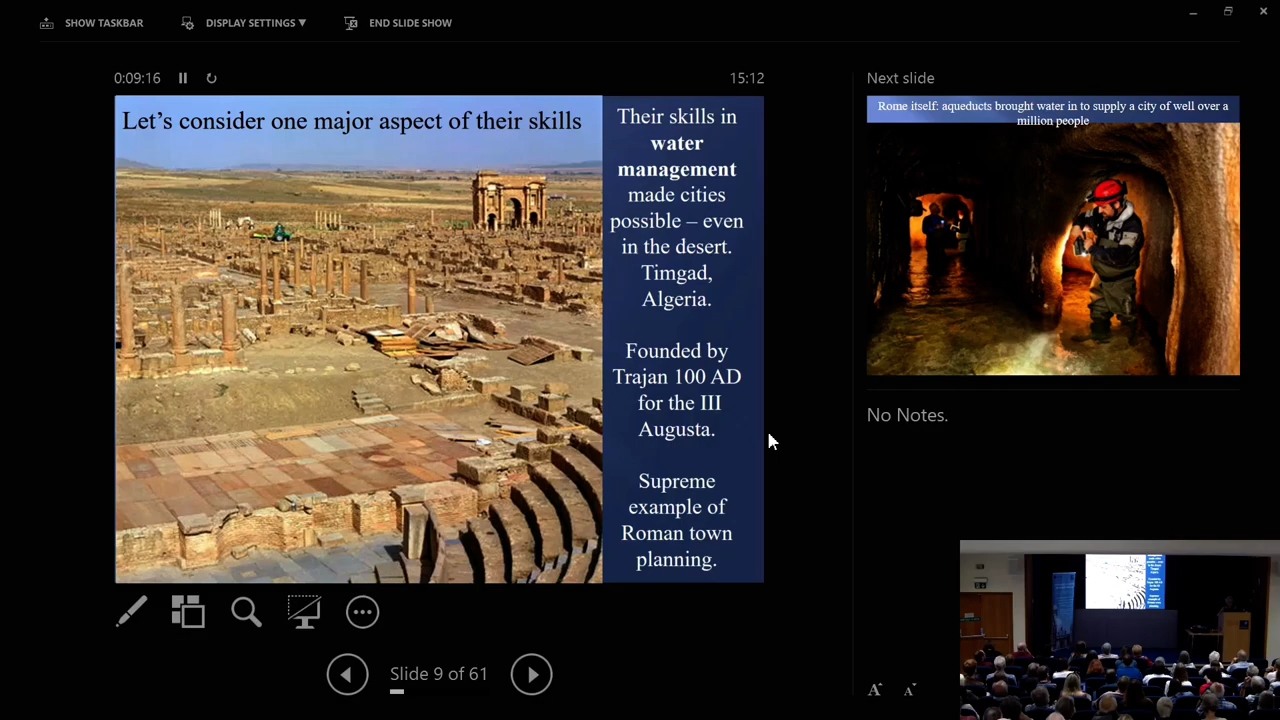 SHOW TASKBAR
DISPLAY SETTINGS ▼
END SLIDE SHOW
0:09:16
15:12
Next slide
Let's consider one major aspect of their skills
Their skills in
water
management
made cities
possible – even
in the desert.
Timgad,
Algeria.
Founded by
Trajan 100 AD
for the III
Augusta.
Supreme
example of
Roman town
planning.
Rome itself: aqueducts brought water in to supply a city of well over a
million people
No Notes.
Slide 9 of 61
A A